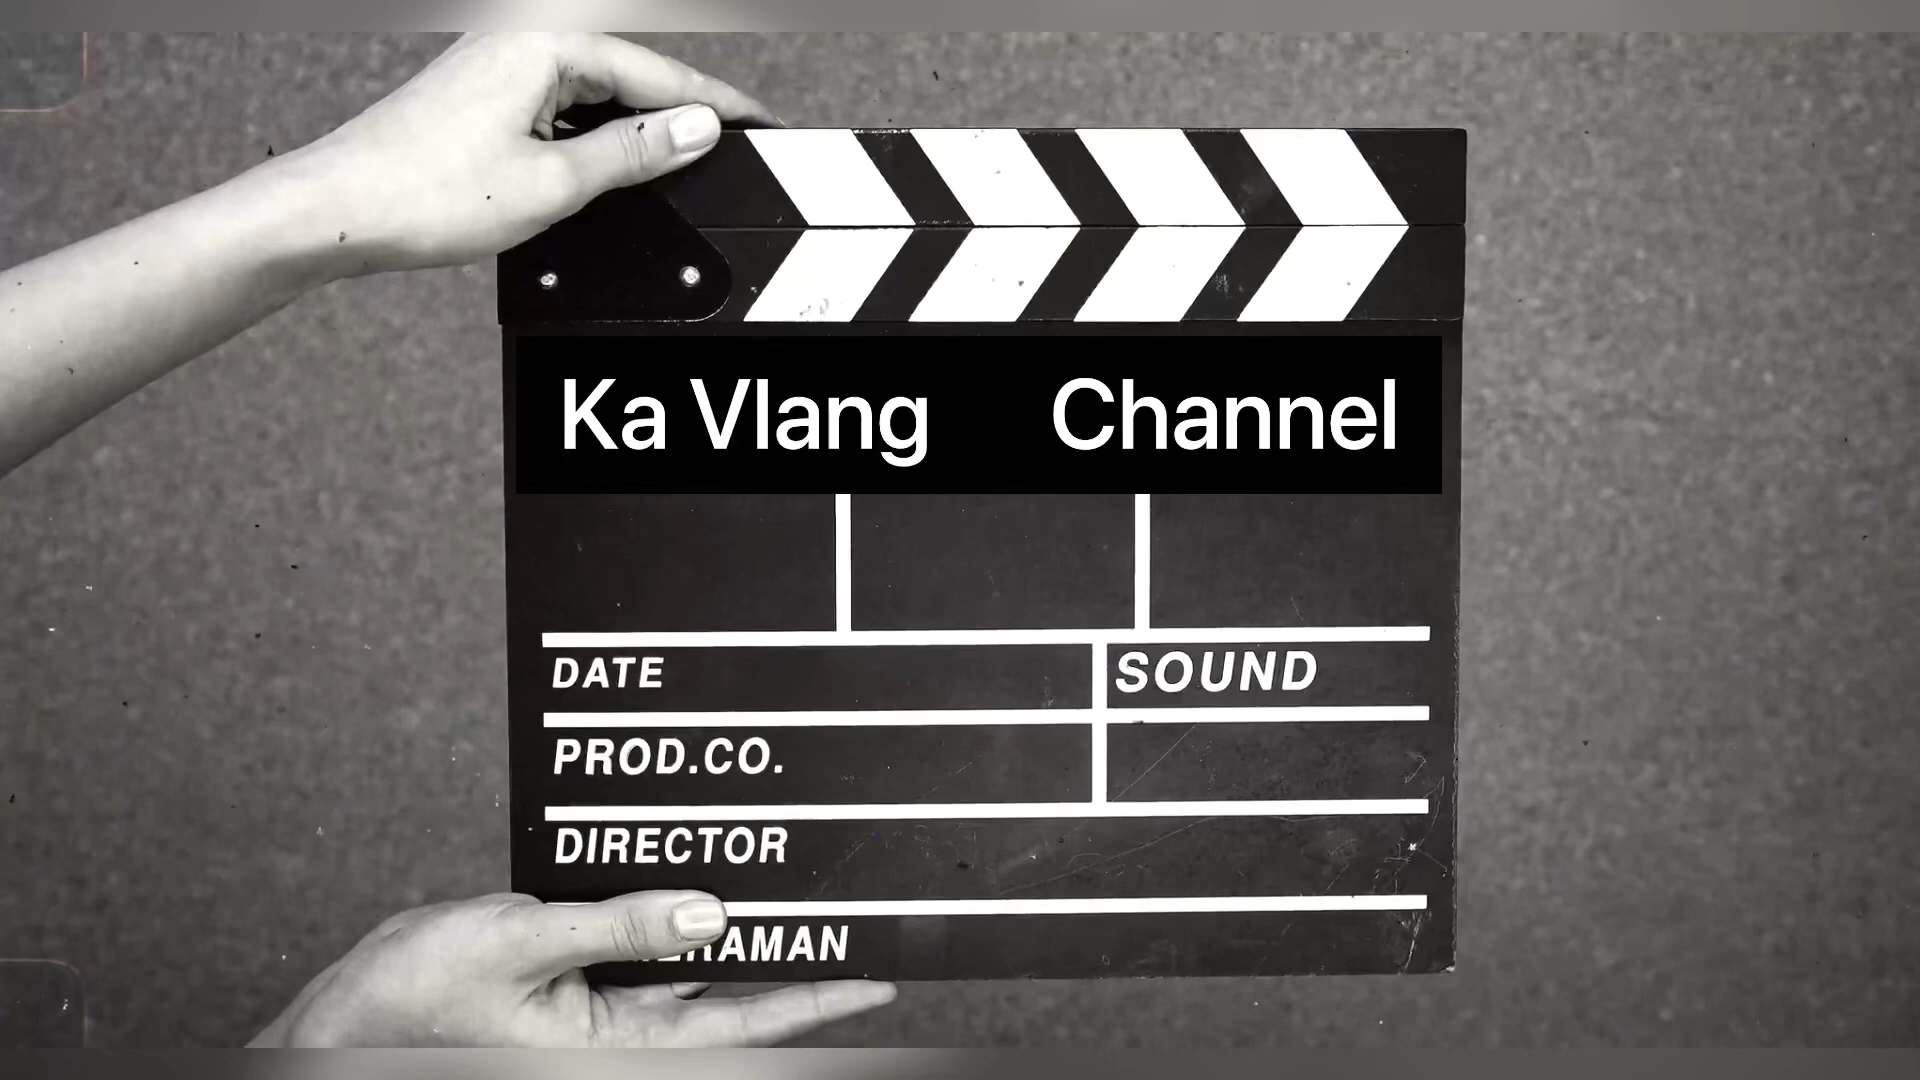 Ka Vlang Channel
DATE SOUND
PROD.CO.
DIRECTOR